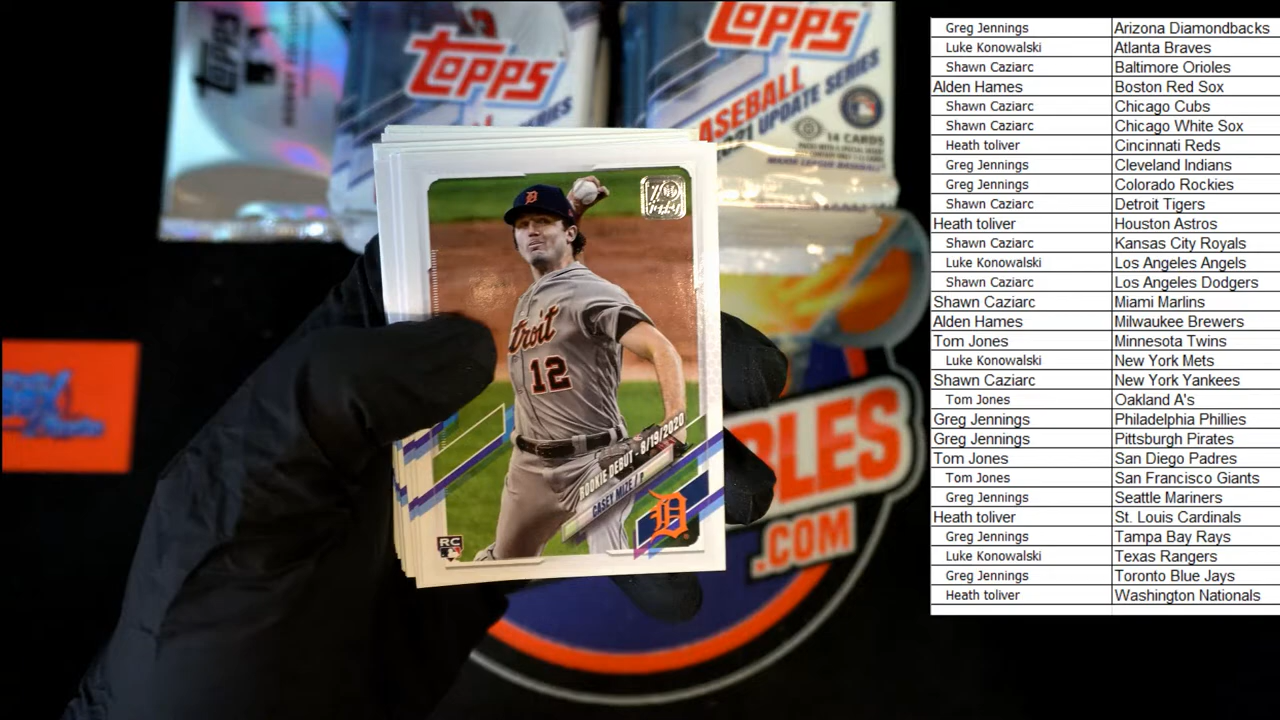 TOPPS
TOPPS
BASEBALL
2021 UPDATE SERIES
14 CARDS
70
Topps
Detroit
12
ROOKIE DEBUT - 8/19/2020
CASEY MIZE / P
D
RC
BLES
.COM
Greg Jennings Arizona Diamondbacks
Luke Konowalski Atlanta Braves
Shawn Caziarc Baltimore Orioles
Alden Hames Boston Red Sox
Shawn Caziarc Chicago Cubs
Shawn Caziarc Chicago White Sox
Heath toliver Cincinnati Reds
Greg Jennings Cleveland Indians
Greg Jennings Colorado Rockies
Shawn Caziarc Detroit Tigers
Heath toliver Houston Astros
Shawn Caziarc Kansas City Royals
Luke Konowalski Los Angeles Angels
Shawn Caziarc Los Angeles Dodgers
Shawn Caziarc Miami Marlins
Alden Hames Milwaukee Brewers
Tom Jones Minnesota Twins
Luke Konowalski New York Mets
Shawn Caziarc New York Yankees
Tom Jones Oakland A's
Greg Jennings Philadelphia Phillies
Greg Jennings Pittsburgh Pirates
Tom Jones San Diego Padres
Tom Jones San Francisco Giants
Greg Jennings Seattle Mariners
Heath toliver St. Louis Cardinals
Greg Jennings Tampa Bay Rays
Luke Konowalski Texas Rangers
Greg Jennings Toronto Blue Jays
Heath toliver Washington Nationals